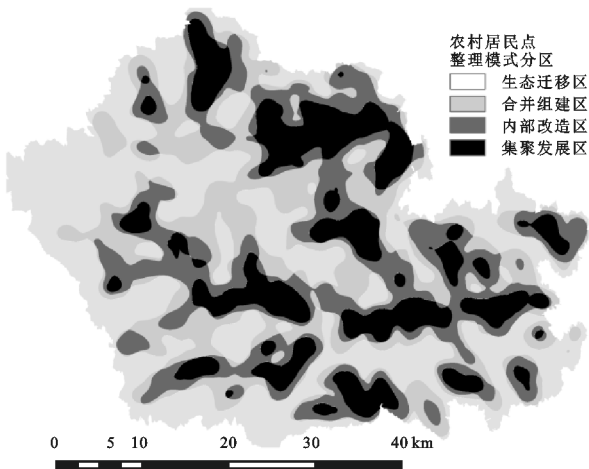 农村居民点
整理模式分区
生态迁移区
合并组建区
内部改造区
集聚发展区
0 5 10 20 30 40 km